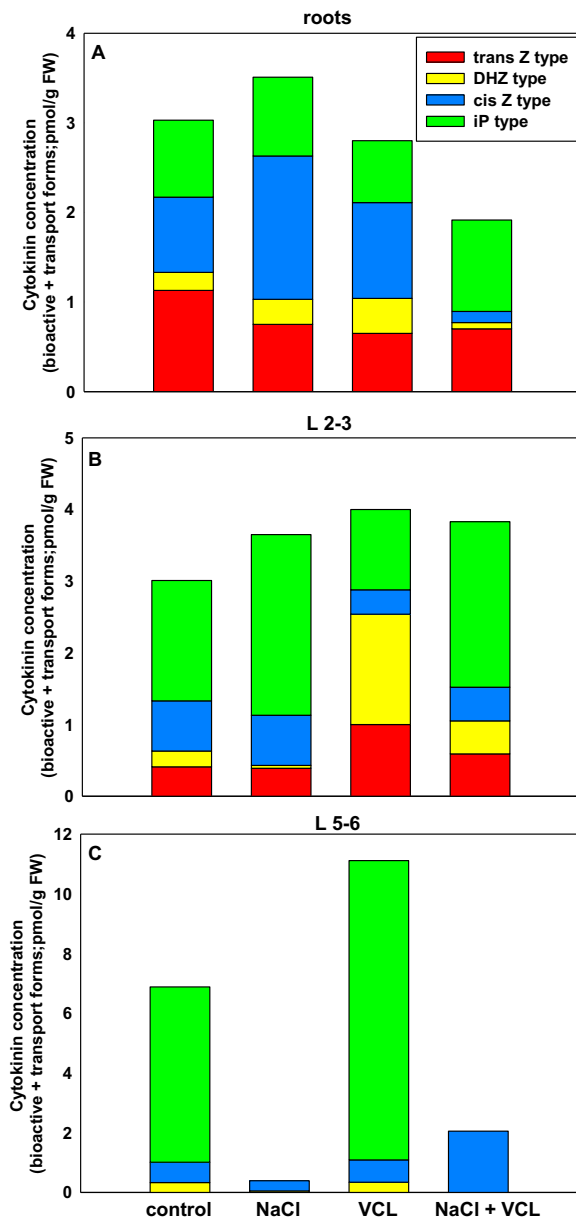 roots
A
trans Z type
DHZ type
cis Z type
iP type
4
3
2
1
0
Cytokinin concentration
(bioactive + transport forms;pmol/g FW)
L 2-3
B
5
4
3
2
1
0
Cytokinin concentration
(bioactive + transport forms;pmol/g FW)
L 5-6
C
12
10
8
6
4
2
0
Cytokinin concentration
(bioactive + transport forms;pmol/g FW)
control NaCl VCL NaCl + VCL